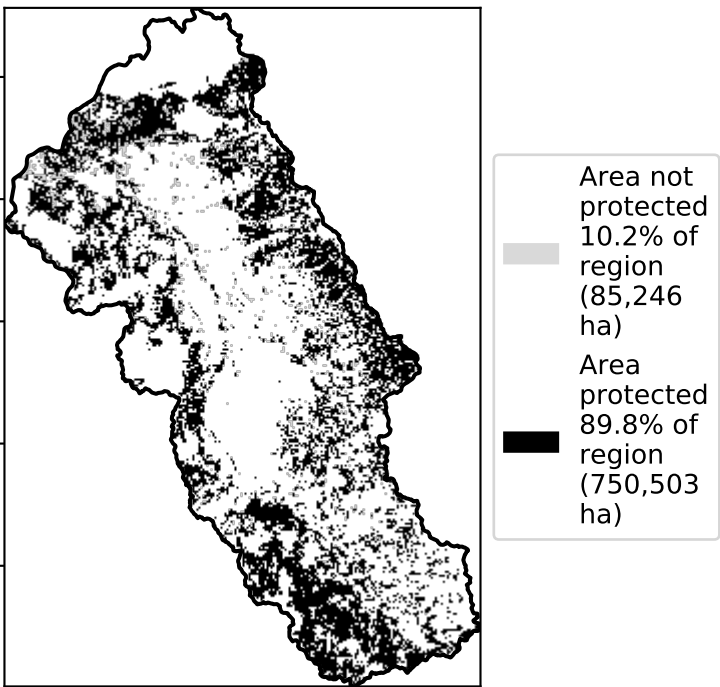 Area not
protected
10.2% of
region
(85,246
ha)
Area
protected
89.8% of
region
(750,503
ha)